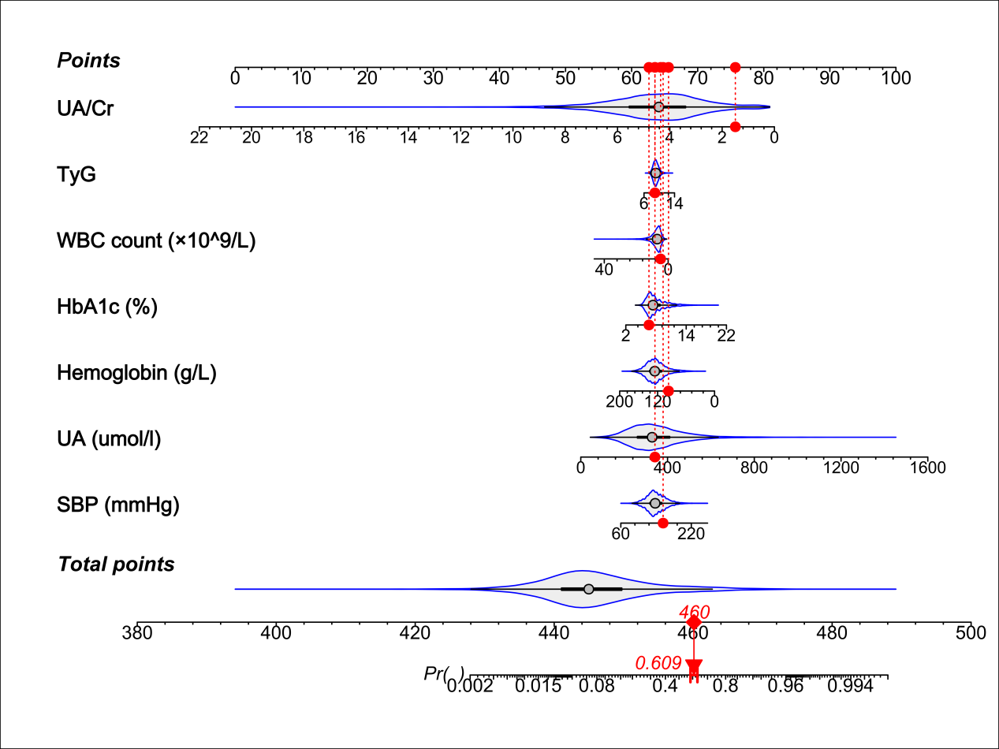 Points
0 10 20 30 40 50 60 70 80 90 100
UA/Cr
22 20 18 16 14 12 10 8 6 4 2 0
TyG
6 14
WBC count (×10^9/L)
40 0
HbA1c (%)
2 14 22
Hemoglobin (g/L)
200 120 0
UA (umol/l)
0 400 800 1200 1600
SBP (mmHg)
60 220
Total points
460
380 400 420 440 460 480 500
0.609
Pr( )
0.002 0.015 0.08 0.4 0.8 0.96 0.994